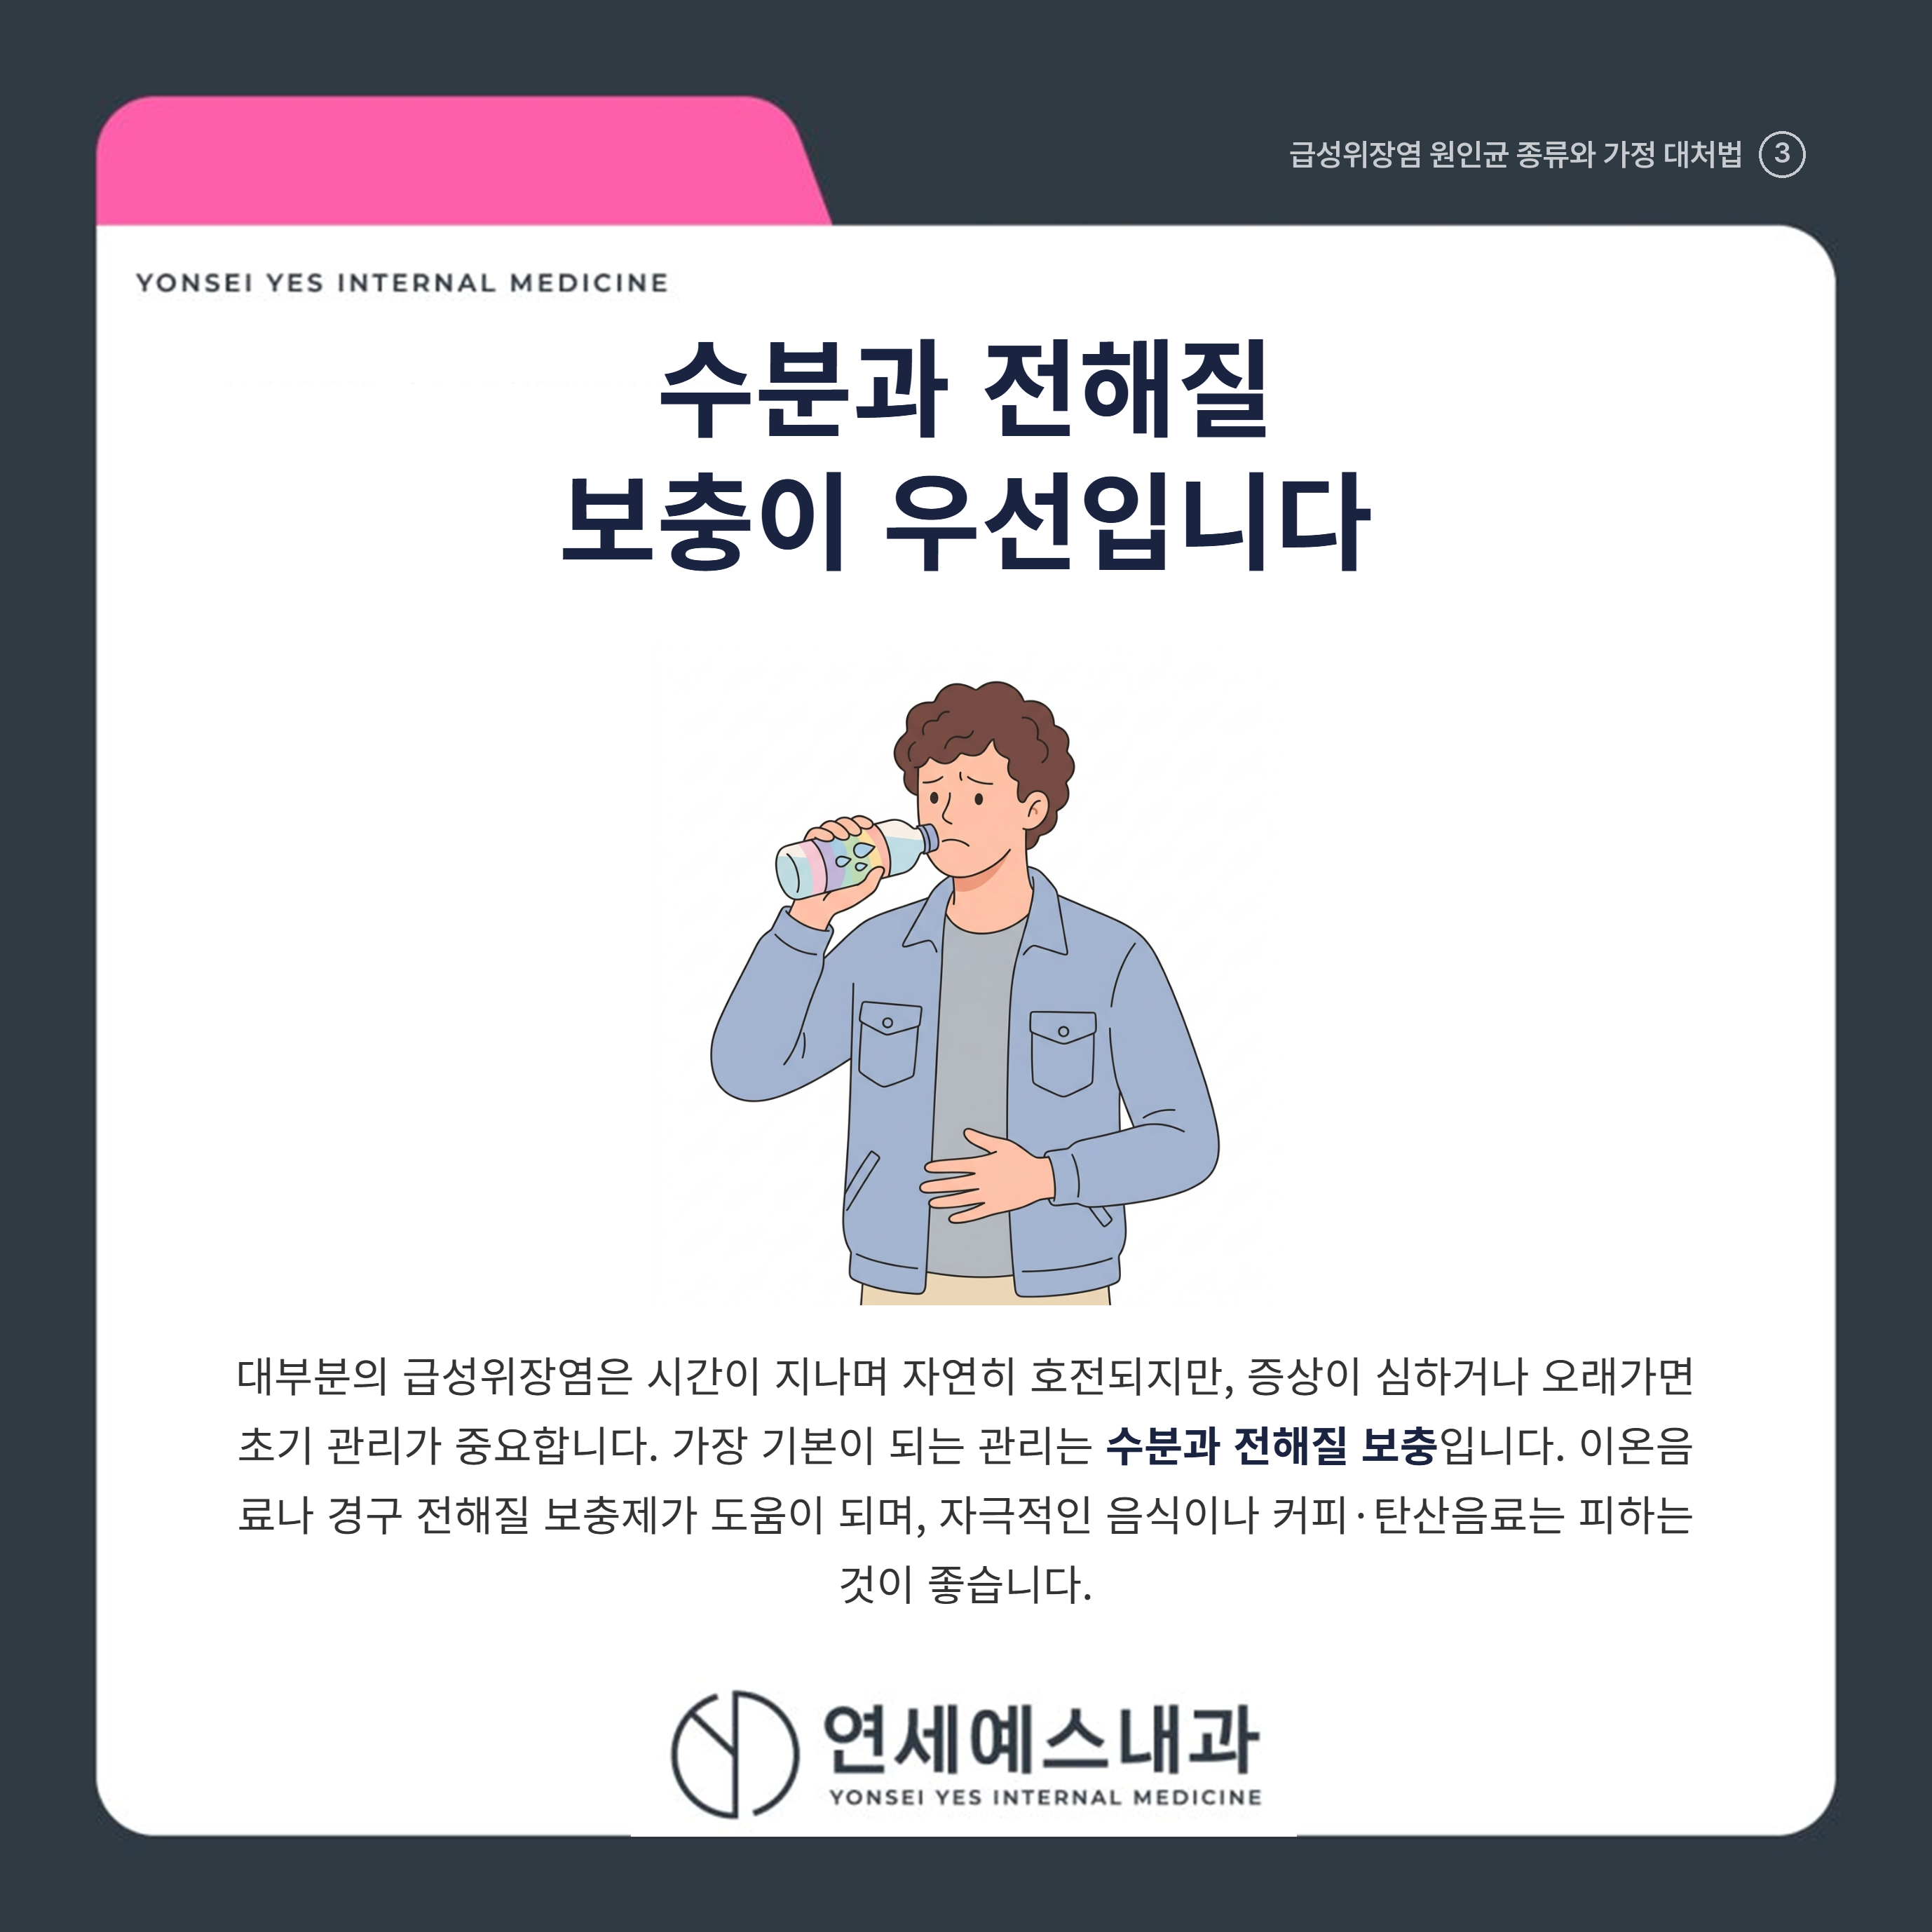 급성위장염 원인균 종류와 가정 대처법 3
YONSEI YES INTERNAL MEDICINE
수분과 전해질
보충이 우선입니다
대부분의 급성위장염은 시간이 지나며 자연히 호전되지만, 증상이 심하거나 오래가면
초기 관리가 중요합니다. 가장 기본이 되는 관리는 수분과 전해질 보충입니다. 이온음
료나 경구 전해질 보충제가 도움이 되며, 자극적인 음식이나 커피·탄산음료는 피하는
것이 좋습니다.
연세예스내과
YONSEI YES INTERNAL MEDICINE